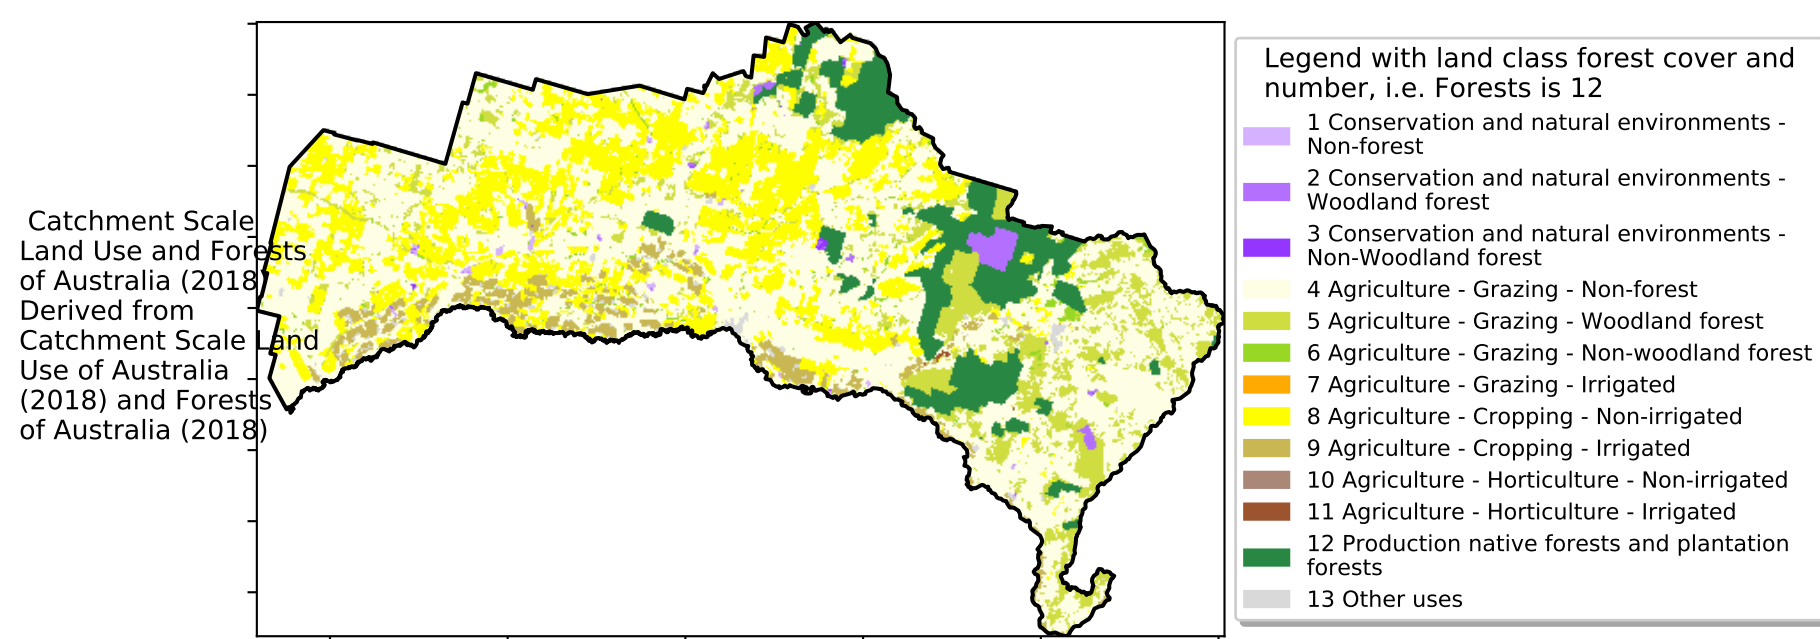 Catchment Scale
Land Use and Forests
of Australia (2018)
Derived from
Catchment Scale Land
Use of Australia
(2018) and Forests
of Australia (2018)
Legend with land class forest cover and
number, i.e. Forests is 12
1 Conservation and natural environments -
Non-forest
2 Conservation and natural environments -
Woodland forest
3 Conservation and natural environments -
Non-Woodland forest
4 Agriculture - Grazing - Non-forest
5 Agriculture - Grazing - Woodland forest
6 Agriculture - Grazing - Non-woodland forest
7 Agriculture - Grazing - Irrigated
8 Agriculture - Cropping - Non-irrigated
9 Agriculture - Cropping - Irrigated
10 Agriculture - Horticulture - Non-irrigated
11 Agriculture - Horticulture - Irrigated
12 Production native forests and plantation
forests
13 Other uses